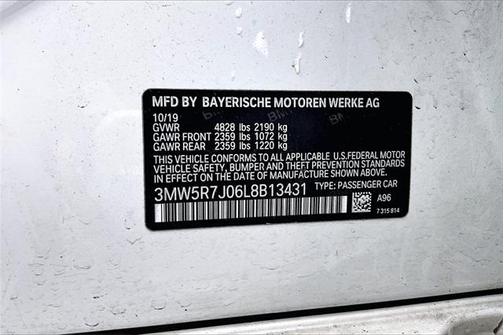 MFD BY BAYERISCHE MOTOREN WERKE AG
10/19
GVWR 4828 lbs 2190 kg
GAWR FRONT 2359 lbs 1072 kg
GAWR REAR 2359 lbs 1220 kg
THIS VEHICLE CONFORMS TO ALL APPLICABLE U.S.FEDERAL MOTOR
VEHICLE SAFETY, BUMPER AND THEFT PREVENTION STANDARDS
IN EFFECT ON THE DATE OF MANUFACTURE SHOWN ABOVE.
3MW5R7J06L8B13431 TYPE: PASSENGER CAR
A96
7 315 814